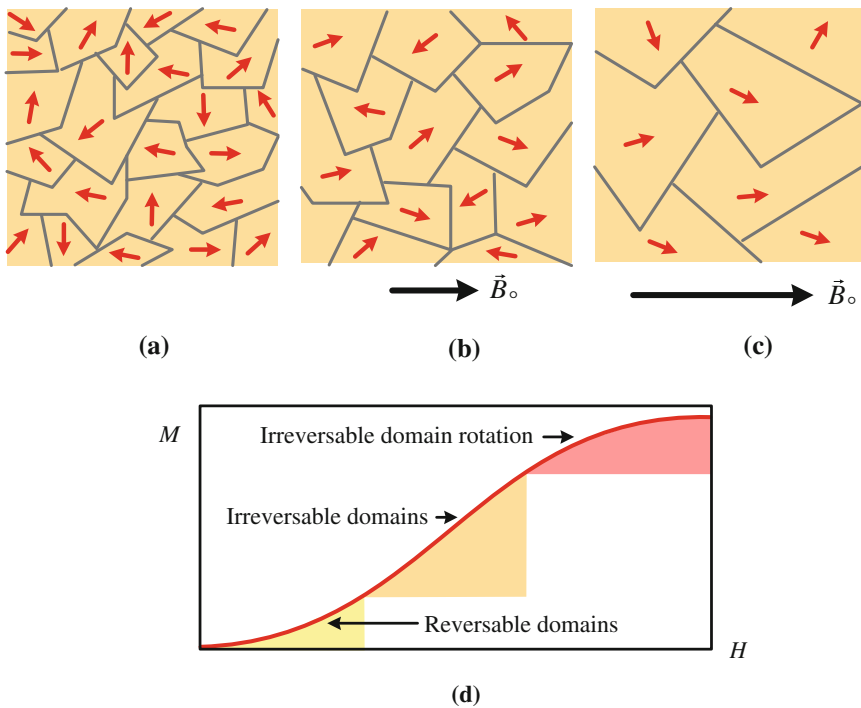 B⃗∘
B⃗∘
(a)
(b)
(c)
M
Irreversable domain rotation
Irreversable domains
Reversable domains
H
(d)